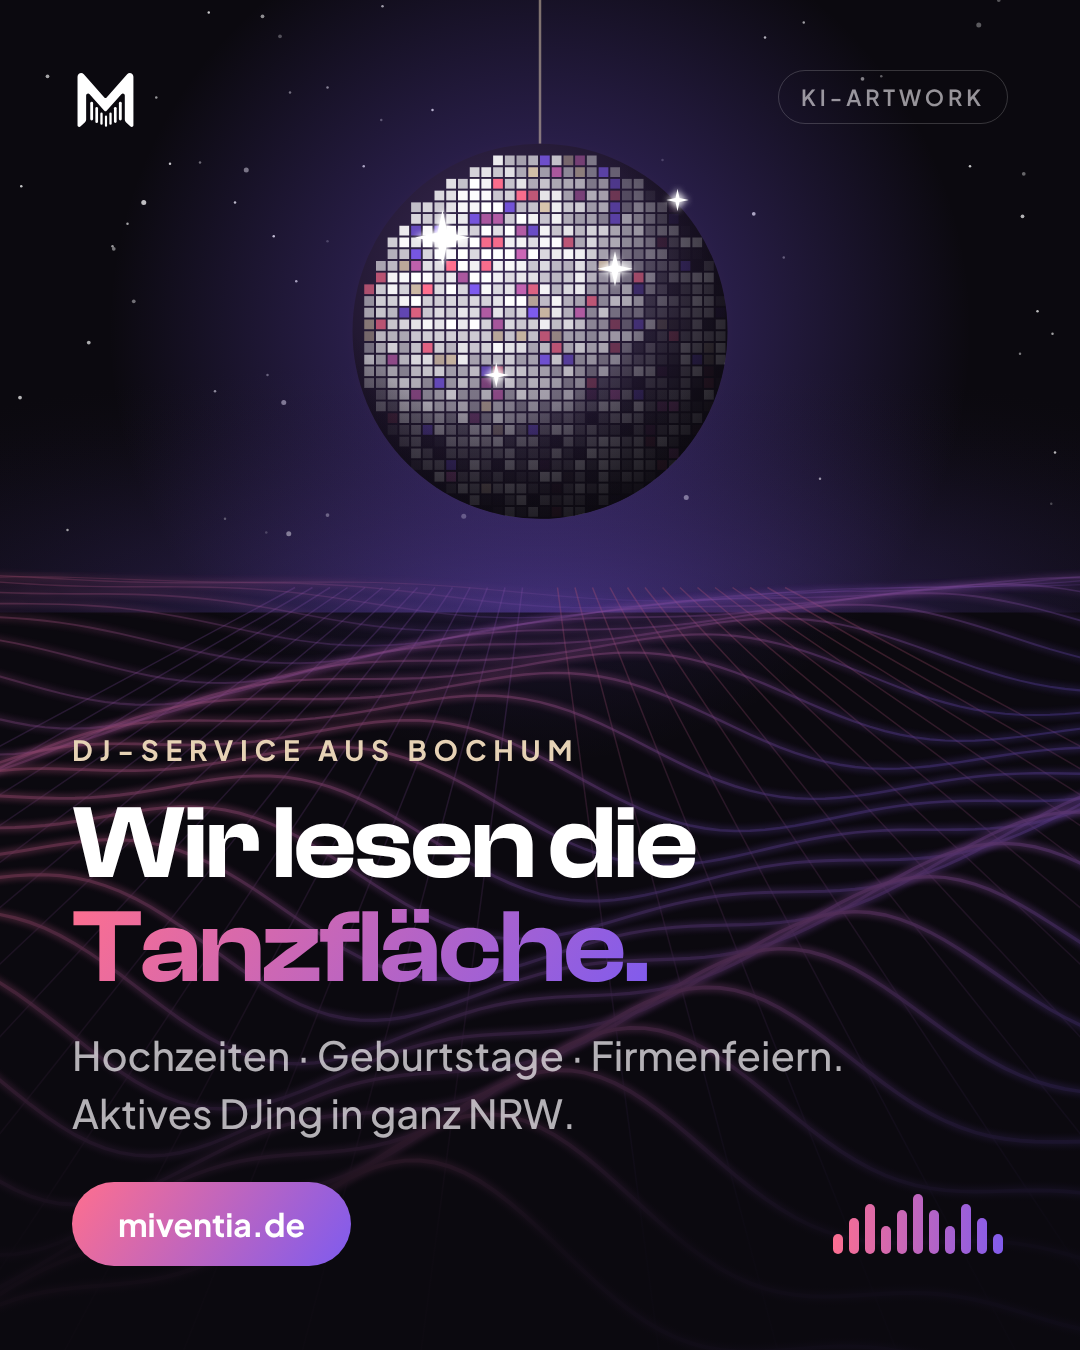 M
KI-ARTWORK
DJ-SERVICE AUS BOCHUM
Wir lesen die
Tanzfläche.
Hochzeiten · Geburtstage · Firmenfeiern.
Aktives DJing in ganz NRW.
miventia.de